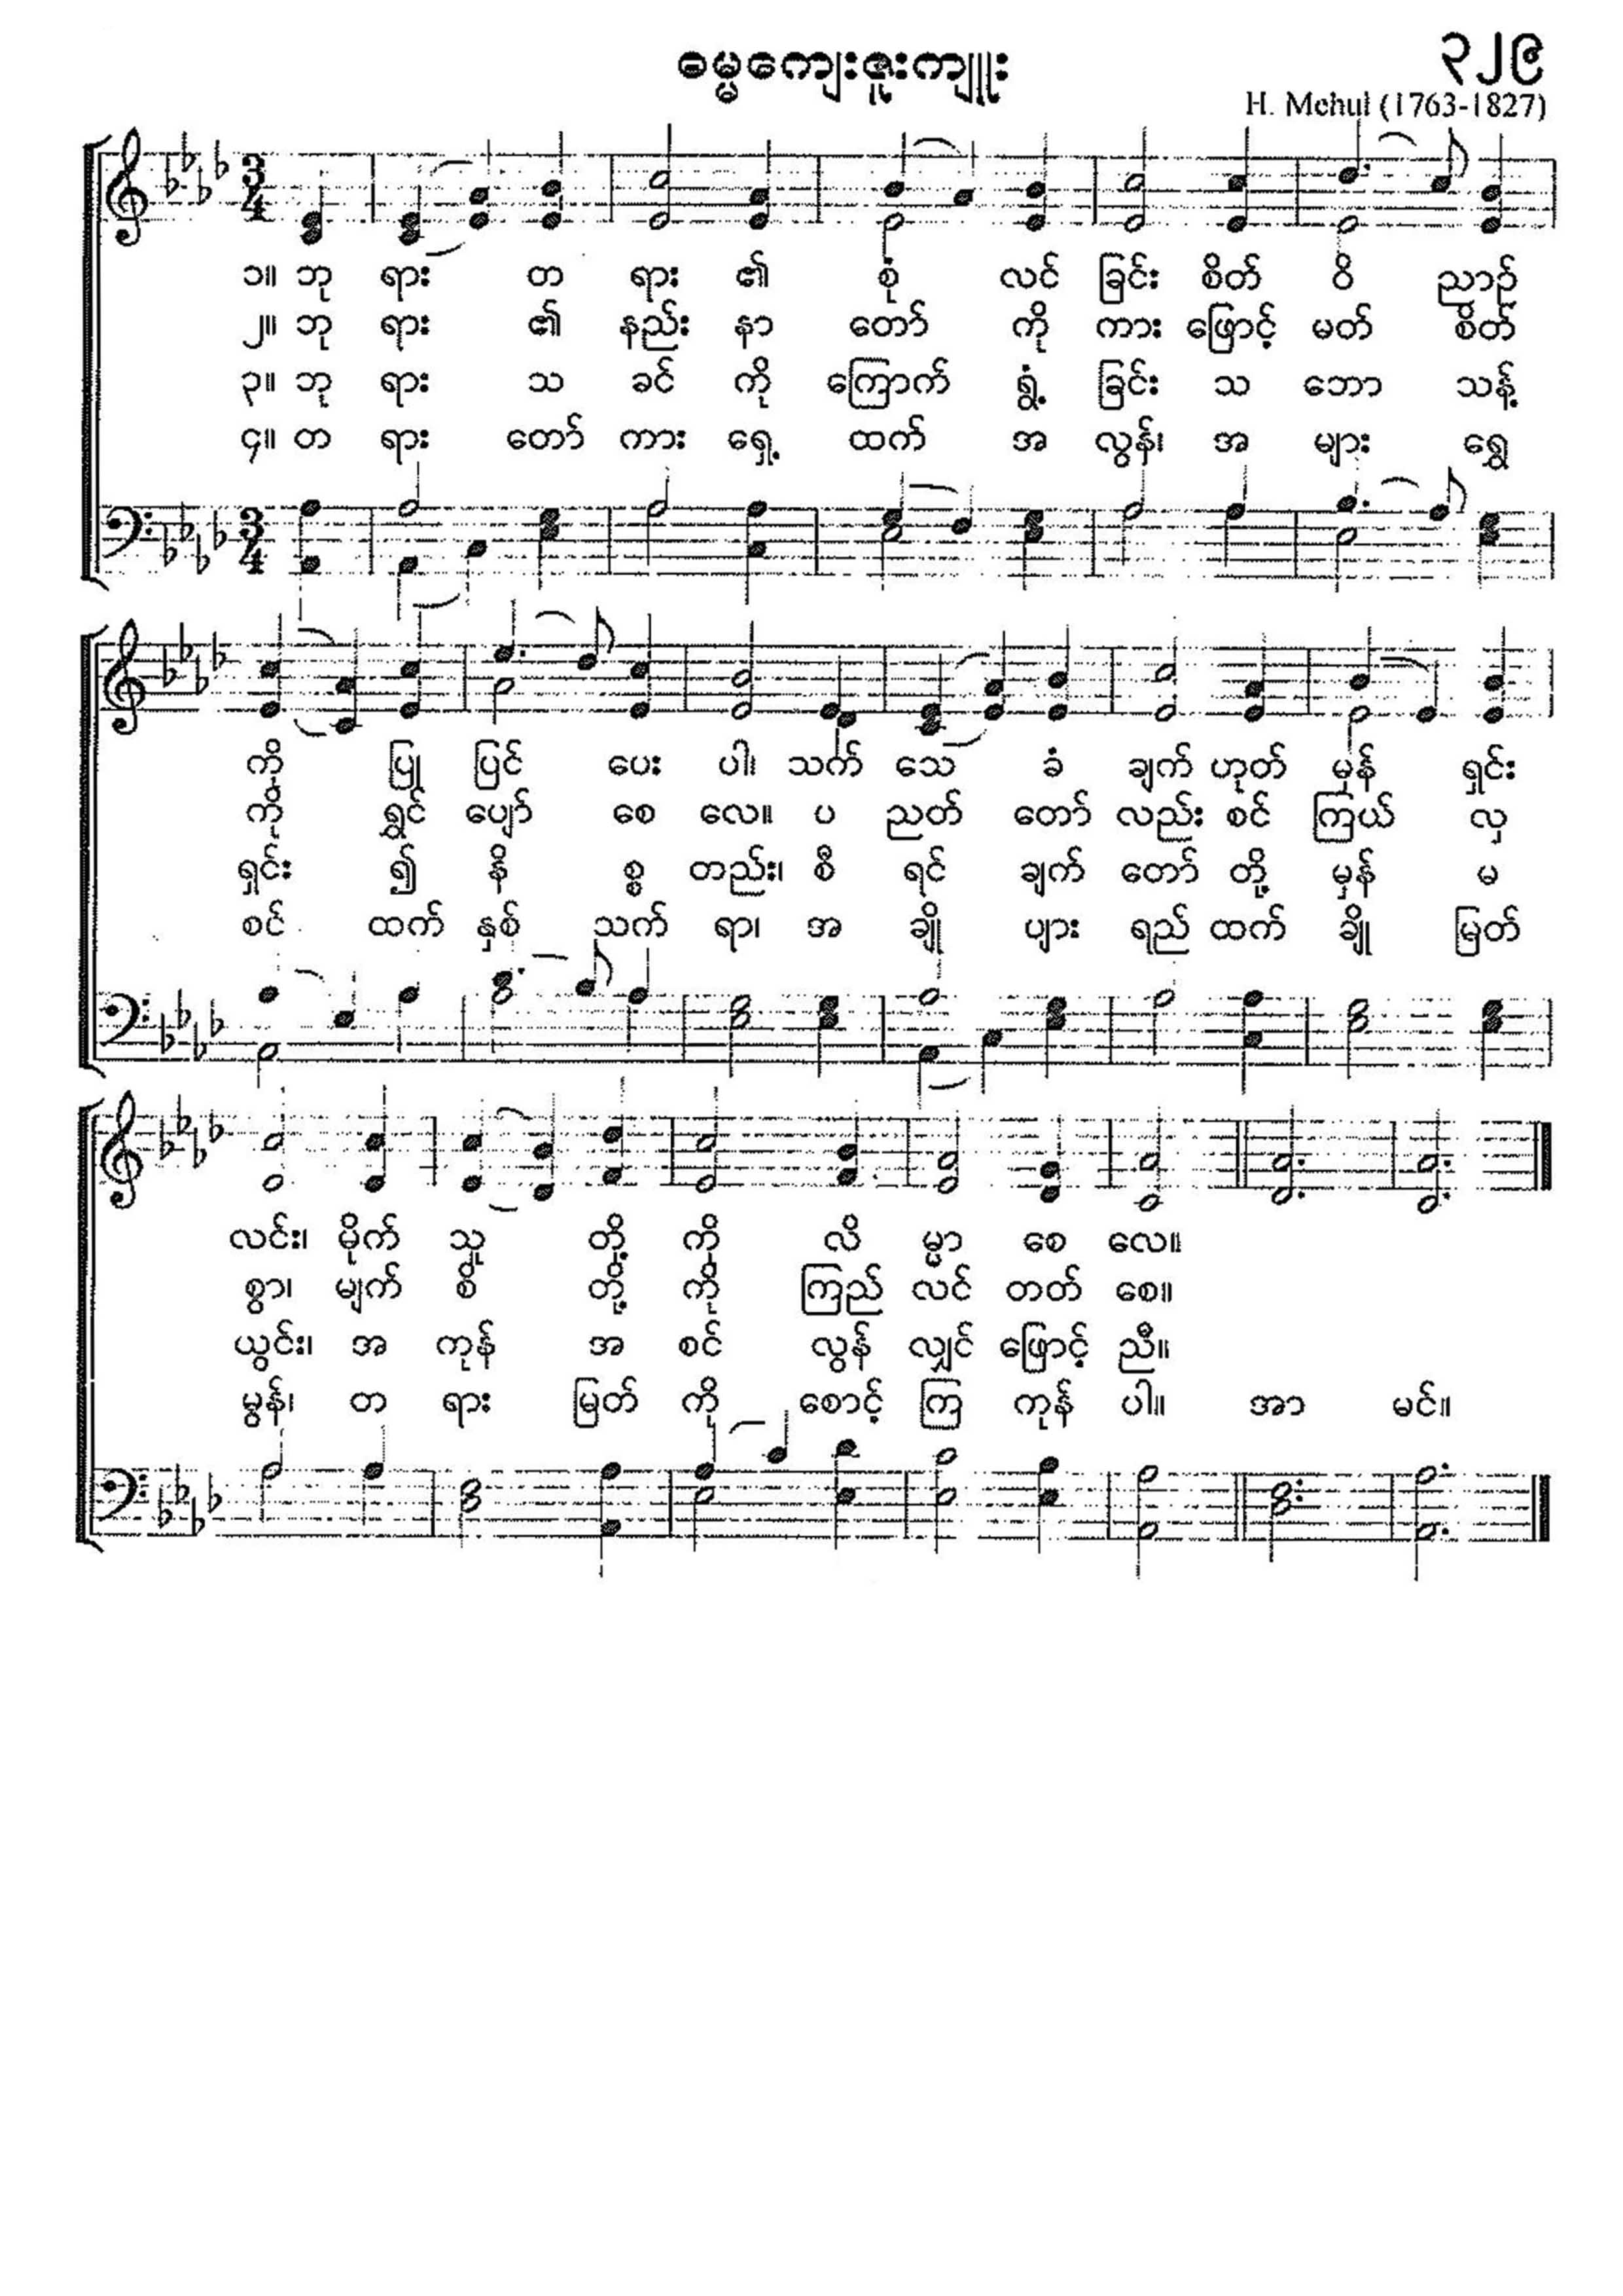 ဓမ္မကျေးဇူးကျူး
၃၂၉
H. Mehul (1763-1827)
၁။ ဘု ရား တ ရား ၏ စုံ လင် ခြင်း စိတ် ဝိ ညာဉ်
၂။ ဘု ရား ၏ နည်း နာ တော် ကို ကား ဖြောင့် မတ် စိတ်
၃။ ဘု ရား သ ခင် ကို ကြောက် ရွံ့ ခြင်း သ ဘော သန့်
၄။ တ ရား တော် ကား ရှေ့ ထက် အ လွန်၊ အ များ ရွှေ
ကို ပြု ပြင် ပေး ပါ၊ သက် သေ ခံ ချက် ဟုတ် မှန် ရှင်း
ကို ရွှင် ပျော် စေ လေ။ ပ ညတ် တော် လည်း စင် ကြယ် လှ
ရှင်း ၍ နိ စ္စ တည်း၊ စီ ရင် ချက် တော် တို့ မှန် မ
စင် ထက် နှစ် သက် ရာ၊ အ ချို ပျား ရည် ထက် ချို မြတ်
လင်း၊ မိုက် သူ တို့ ကို လိ မ္မာ စေ လေ။
စွာ၊ မျက် စိ တို့ ကို ကြည် လင် တတ် စေ။
ယွင်း၊ အ ကုန် အ စင် လွန် လျှင် ဖြောင့် ညီ။
မွန်၊ တ ရား မြတ် ကို စောင့် ကြ ကုန် ပါ။ အာ မင်။